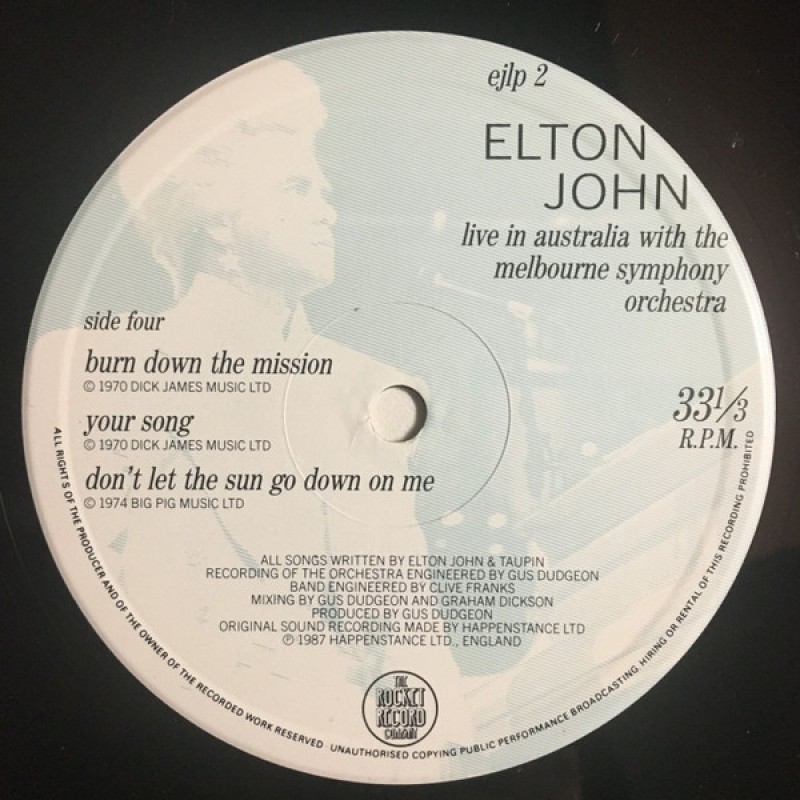 ejlp 2
ELTON
JOHN
live in australia with the
melbourne symphony
orchestra
side four
burn down the mission
© 1970 DICK JAMES MUSIC LTD
your song
© 1970 DICK JAMES MUSIC LTD
don't let the sun go down on me
© 1974 BIG PIG MUSIC LTD
33⅓
R.P.M.
ALL SONGS WRITTEN BY ELTON JOHN & TAUPIN
RECORDING OF THE ORCHESTRA ENGINEERED BY GUS DUDGEON
BAND ENGINEERED BY CLIVE FRANKS
MIXING BY GUS DUDGEON AND GRAHAM DICKSON
PRODUCED BY GUS DUDGEON
ORIGINAL SOUND RECORDING MADE BY HAPPENSTANCE LTD
℗ 1987 HAPPENSTANCE LTD., ENGLAND
THE
ROCKET
RECORD
COMPANY
ALL RIGHTS OF THE PRODUCER AND OF THE OWNER OF THE RECORDED WORK RESERVED UNAUTHORISED COPYING PUBLIC PERFORMANCE BROADCASTING. HIRING OR RENTAL OF THIS RECORDING PROHIBITED